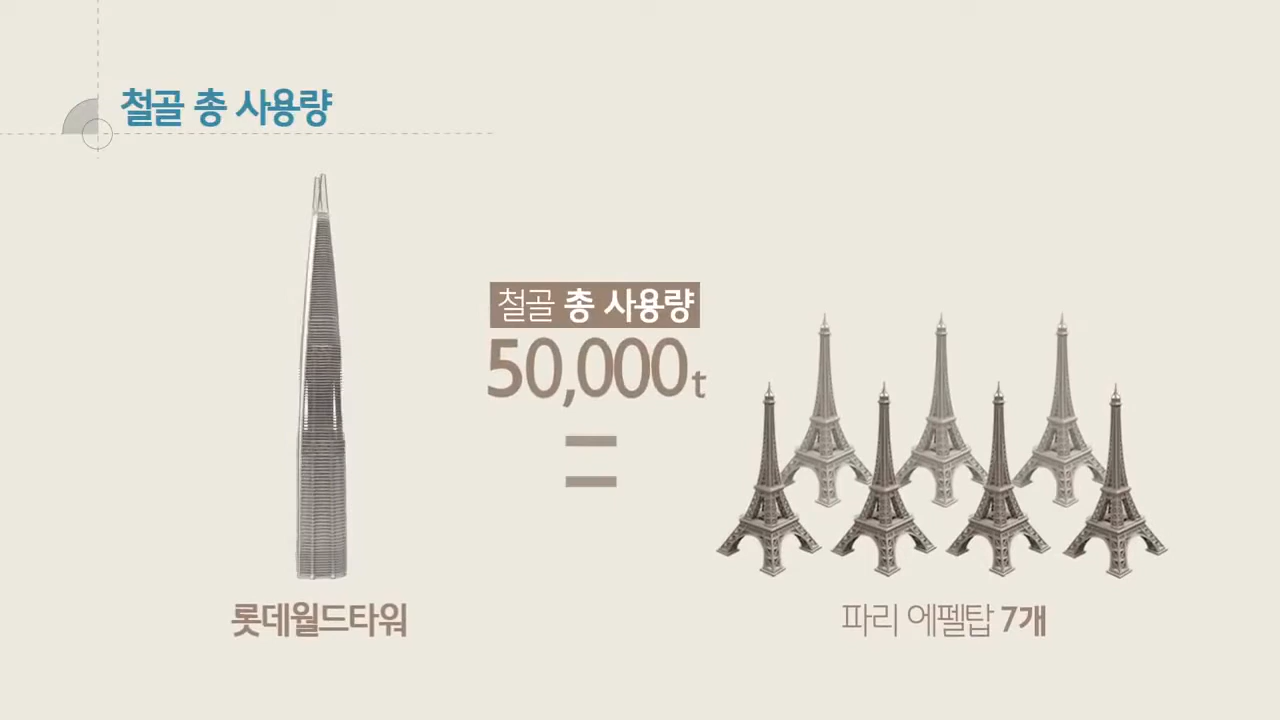 철골 총 사용량
철골 총 사용량
50,000t
롯데월드타워
파리 에펠탑 7개